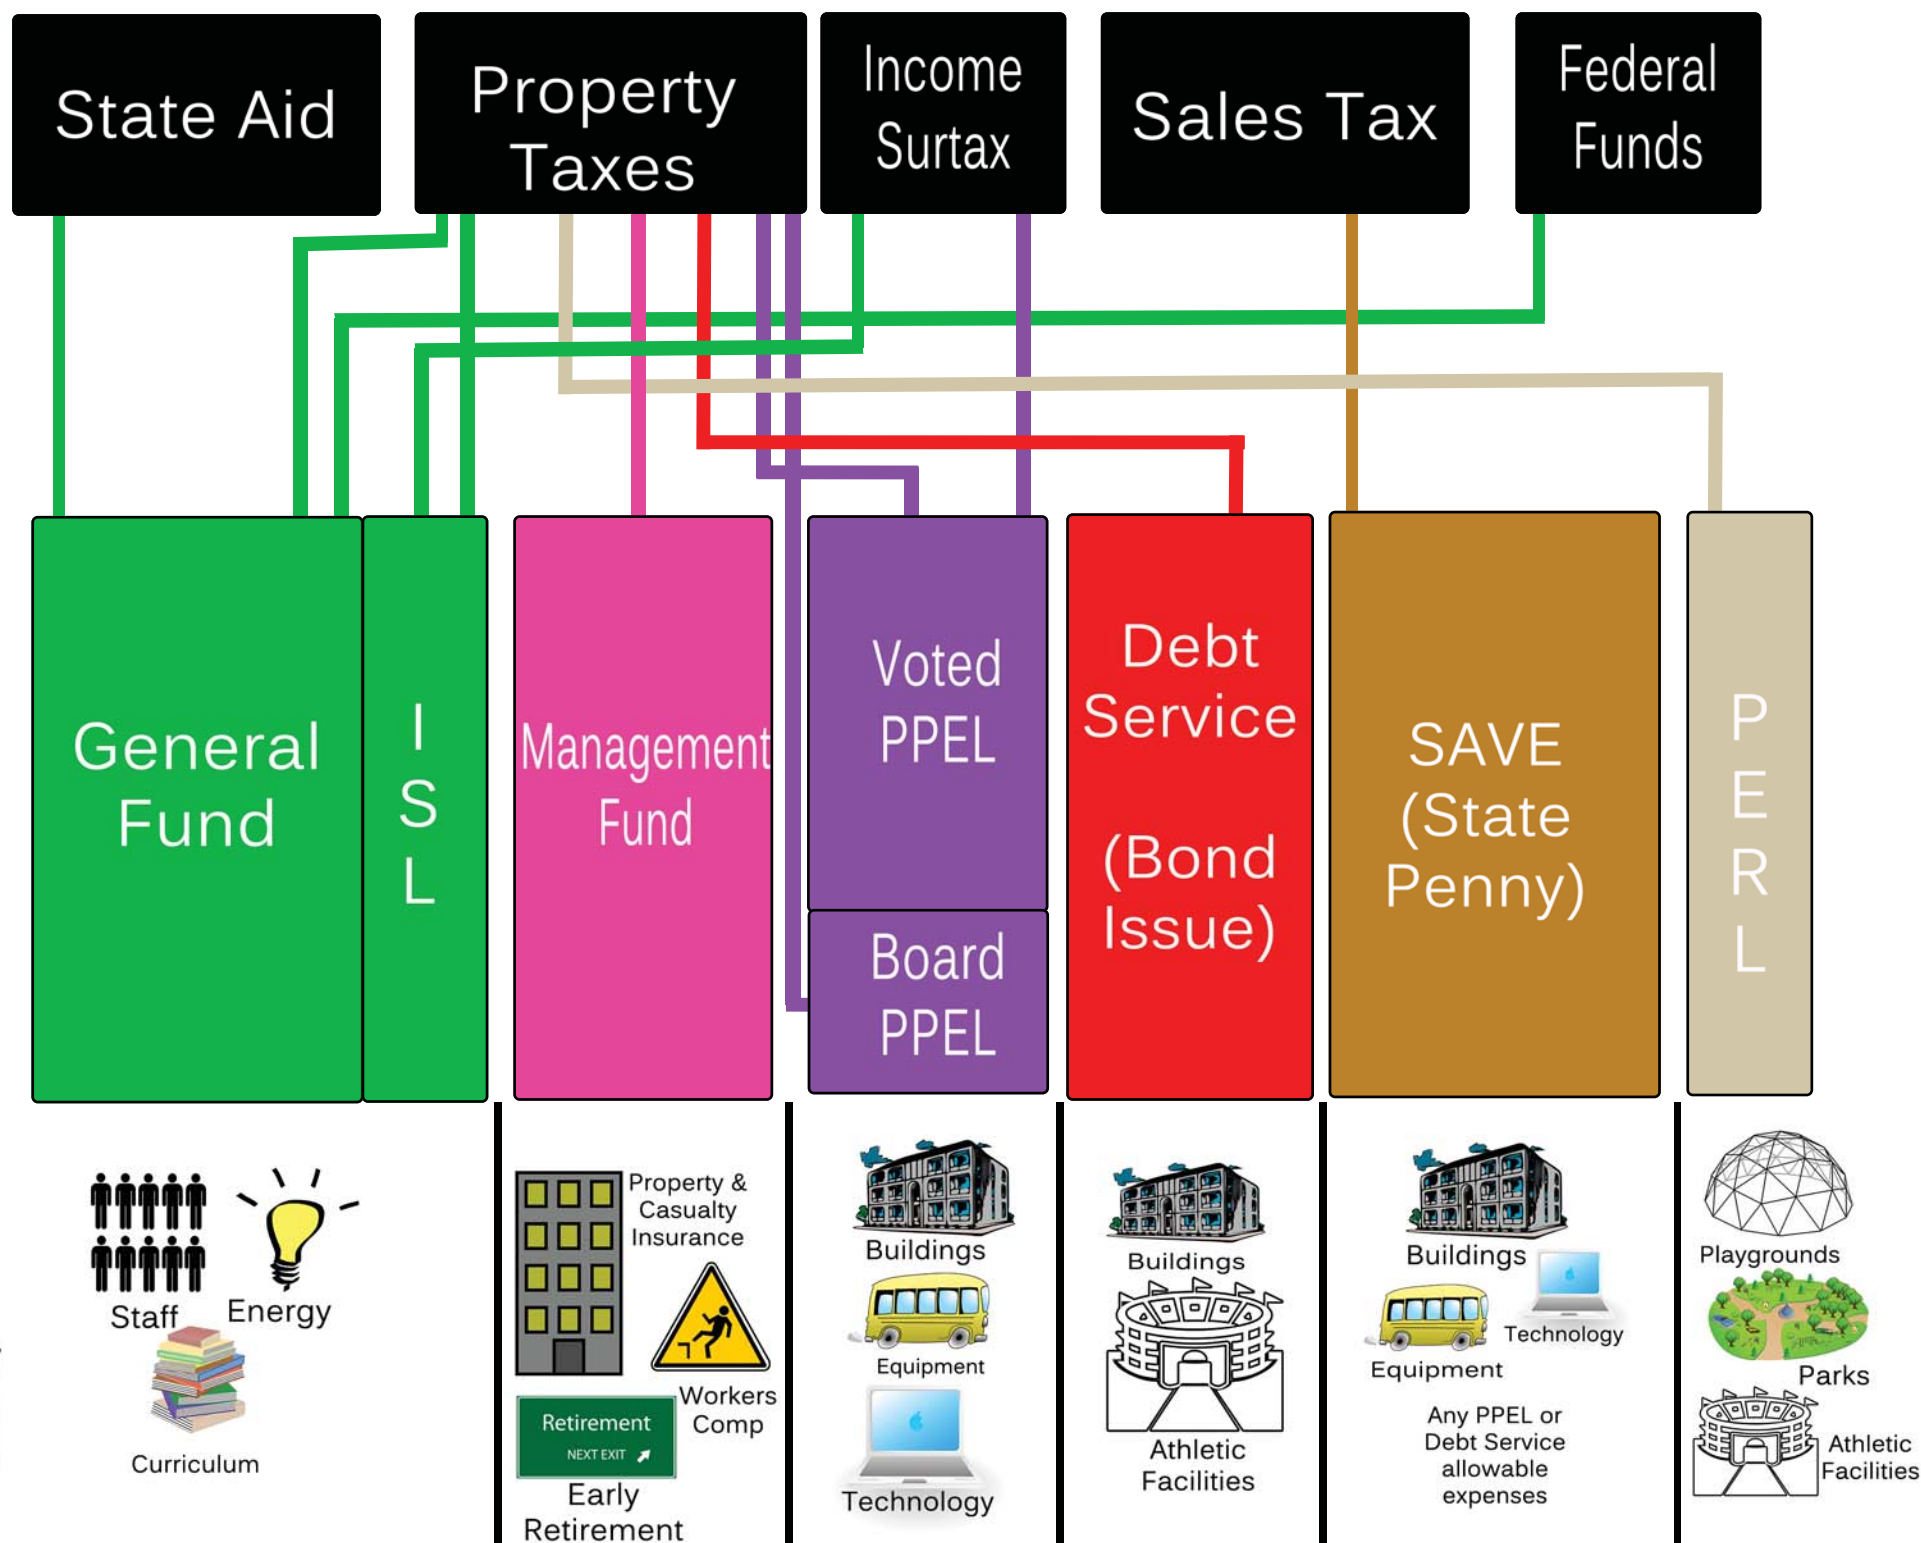 State Aid
Property
Taxes
Income
Surtax
Sales Tax
Federal
Funds
General
Fund
I
S
L
Management
Fund
Voted
PPEL
Board
PPEL
Debt
Service
(Bond
Issue)
SAVE
(State
Penny)
P
E
R
L
Staff
Energy
Curriculum
Property &
Casualty
Insurance
Workers
Comp
Retirement
NEXT EXIT
Early
Retirement
Buildings
Equipment
Technology
Buildings
Athletic
Facilities
Buildings
Technology
Equipment
Any PPEL or
Debt Service
allowable
expenses
Playgrounds
Parks
Athletic
Facilities